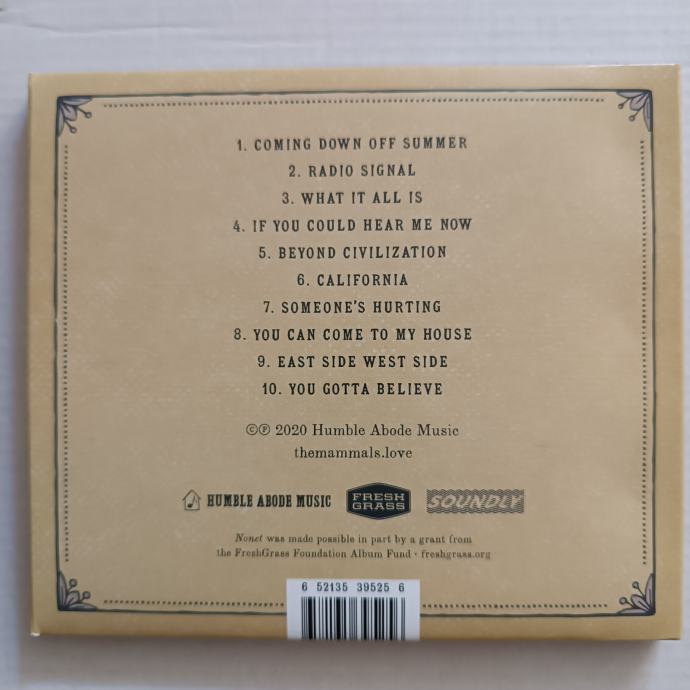 1. COMING DOWN OFF SUMMER
2. RADIO SIGNAL
3. WHAT IT ALL IS
4. IF YOU COULD HEAR ME NOW
5. BEYOND CIVILIZATION
6. CALIFORNIA
7. SOMEONE'S HURTING
8. YOU CAN COME TO MY HOUSE
9. EAST SIDE WEST SIDE
10. YOU GOTTA BELIEVE
©℗ 2020 Humble Abode Music
themammals.love
HUMBLE ABODE MUSIC
FRESH
GRASS
SOUNDLY
Nonet was made possible in part by a grant from
the FreshGrass Foundation Album Fund • freshgrass.org
6 52135 39525 6